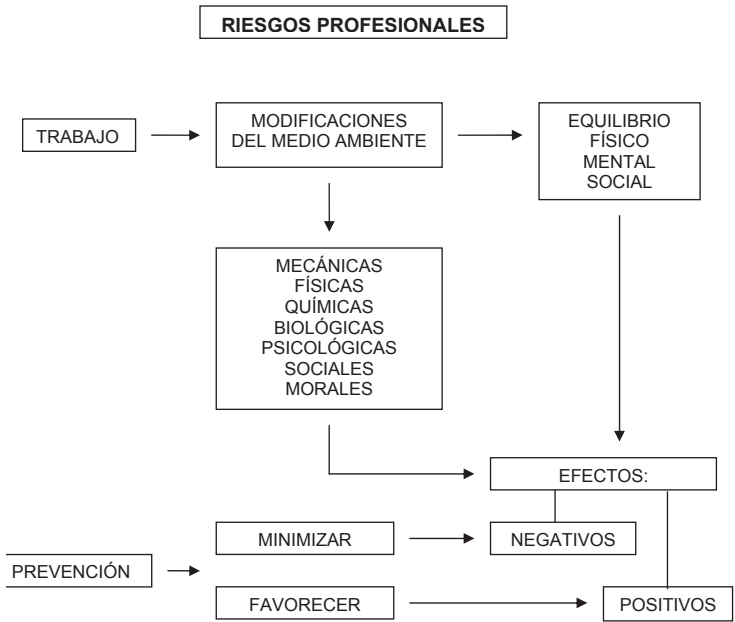 RIESGOS PROFESIONALES
TRABAJO
MODIFICACIONES
DEL MEDIO AMBIENTE
EQUILIBRIO
FÍSICO
MENTAL
SOCIAL
MECÁNICAS
FÍSICAS
QUÍMICAS
BIOLÓGICAS
PSICOLÓGICAS
SOCIALES
MORALES
EFECTOS:
MINIMIZAR
NEGATIVOS
PREVENCIÓN
FAVORECER
POSITIVOS